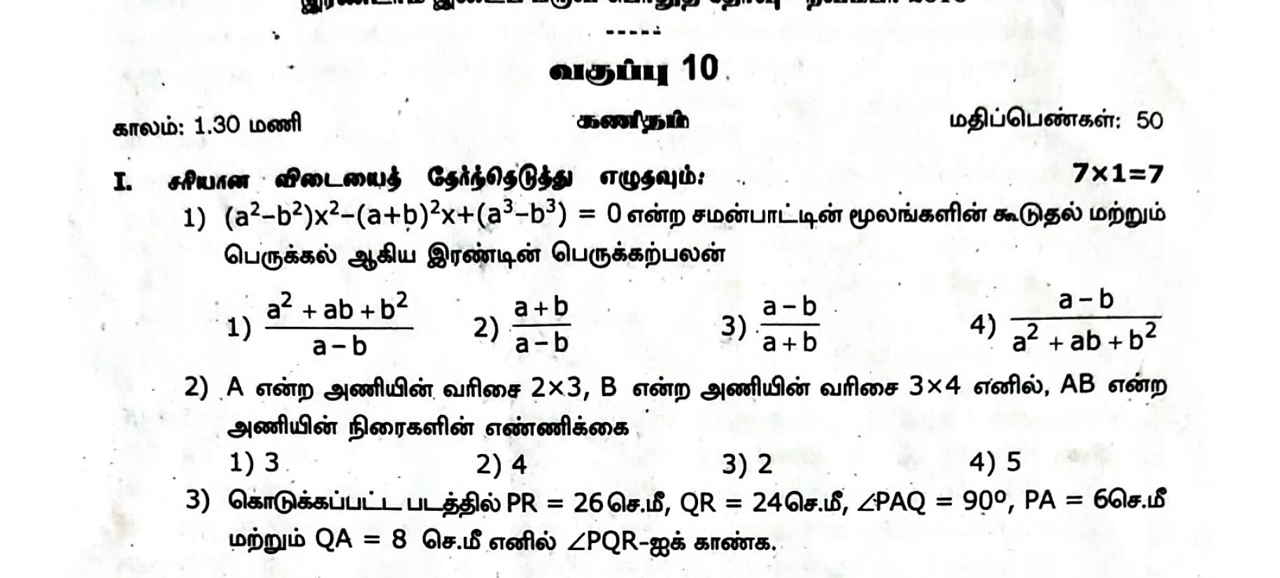 வகுப்பு 10
காலம்: 1.30 மணி கணிதம் மதிப்பெண்கள்: 50
I. சரியான விடையைத் தேர்ந்தெடுத்து எழுதவும்: 7×1=7
1) (a²–b²)x²–(a+b)²x+(a³–b³) = 0 என்ற சமன்பாட்டின் மூலங்களின் கூடுதல் மற்றும்
பெருக்கல் ஆகிய இரண்டின் பெருக்கற்பலன்
1) (a² + ab + b²)/(a – b) 2) (a + b)/(a – b) 3) (a – b)/(a + b) 4) (a – b)/(a² + ab + b²)
2) A என்ற அணியின் வரிசை 2×3, B என்ற அணியின் வரிசை 3×4 எனில், AB என்ற
அணியின் நிரைகளின் எண்ணிக்கை
1) 3 2) 4 3) 2 4) 5
3) கொடுக்கப்பட்ட படத்தில் PR = 26 செ.மீ, QR = 24செ.மீ, ∠PAQ = 90⁰, PA = 6செ.மீ
மற்றும் QA = 8 செ.மீ எனில் ∠PQR-ஐக் காண்க.